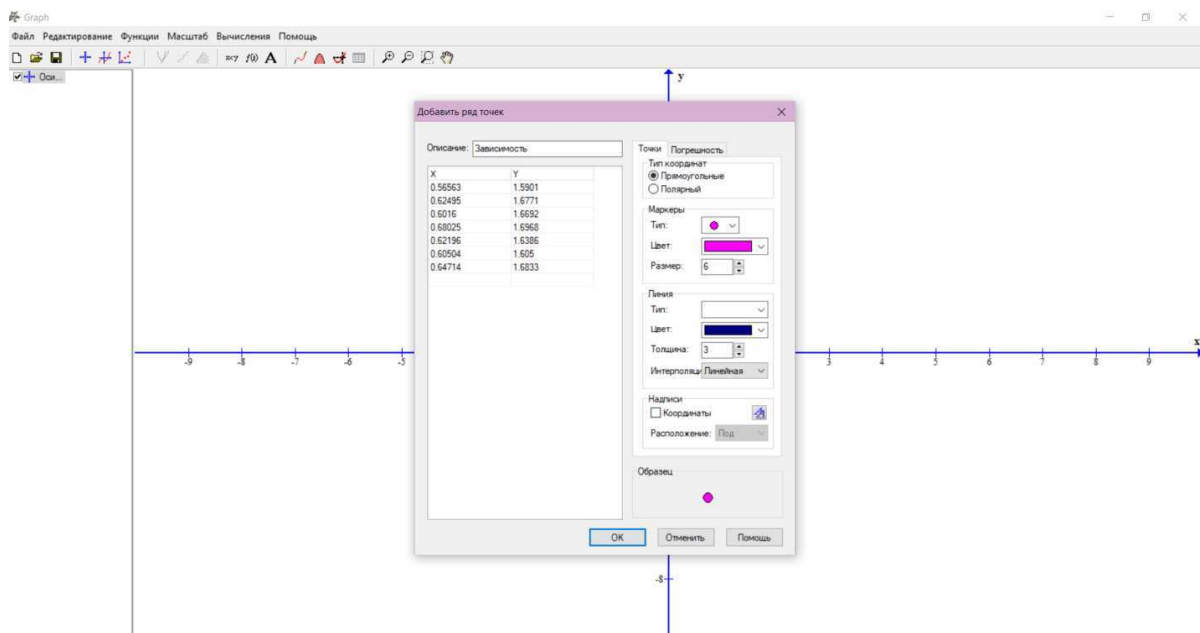 Graph
Файл Редактирование Функции Масштаб Вычисления Помощь
Оси...
y
Добавить ряд точек
Описание: Зависимость
X Y
0.56563 1.5901
0.62495 1.6771
0.6016 1.6692
0.68025 1.6968
0.62196 1.6386
0.60504 1.605
0.64714 1.6833
Точки Погрешность
Тип координат
Прямоугольные
Полярный
Маркеры
Тип:
Цвет:
Размер: 6
Линия
Тип:
Цвет:
Толщина: 3
Интерполяци Линейная
Надписи
Координаты
Расположение: Под
Образец
OK Отменить Помощь
x
-9 -8 -7 -6 -5 3 4 5 6 7 8 9
-8